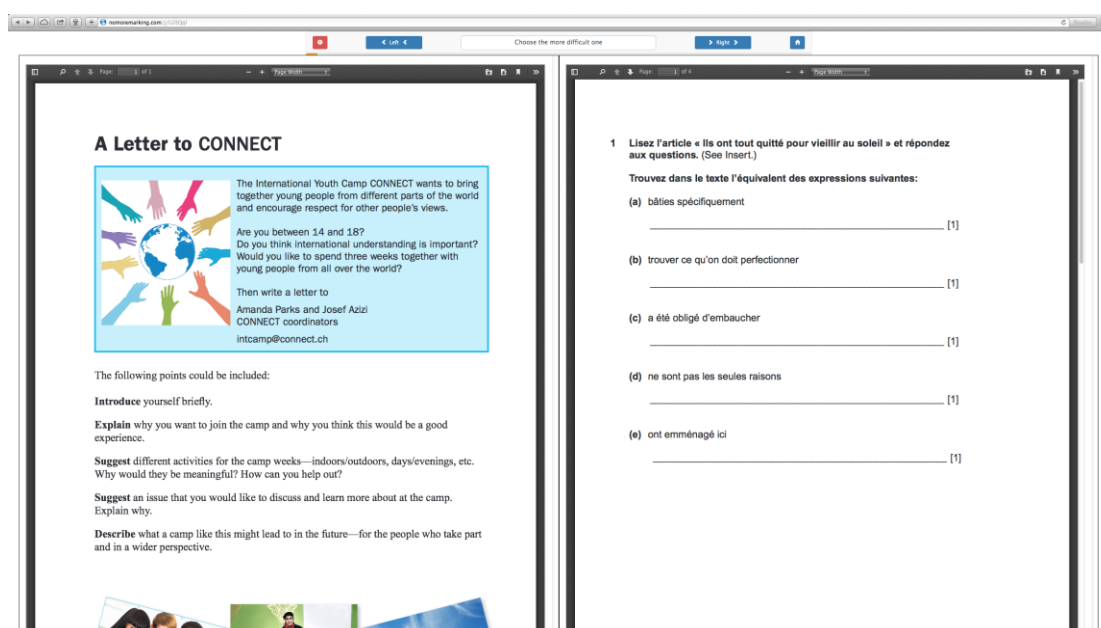 nomoremarking.com
Left
Choose the more difficult one
Right
Page: 1 of 1
Page Width
A Letter to CONNECT
The International Youth Camp CONNECT wants to bring
together young people from different parts of the world
and encourage respect for other people's views.
Are you between 14 and 18?
Do you think international understanding is important?
Would you like to spend three weeks together with
young people from all over the world?
Then write a letter to
Amanda Parks and Josef Azizi
CONNECT coordinators
intcamp@connect.ch
The following points could be included:
Introduce yourself briefly.
Explain why you want to join the camp and why you think this would be a good
experience.
Suggest different activities for the camp weeks—indoors/outdoors, days/evenings, etc.
Why would they be meaningful? How can you help out?
Suggest an issue that you would like to discuss and learn more about at the camp.
Explain why.
Describe what a camp like this might lead to in the future—for the people who take part
and in a wider perspective.
Page: 1 of 4
Page Width
1 Lisez l'article « Ils ont tout quitté pour vieillir au soleil » et répondez
aux questions. (See Insert.)
Trouvez dans le texte l'équivalent des expressions suivantes:
(a) bâties spécifiquement
[1]
(b) trouver ce qu'on doit perfectionner
[1]
(c) a été obligé d'embaucher
[1]
(d) ne sont pas les seules raisons
[1]
(e) ont emménagé ici
[1]